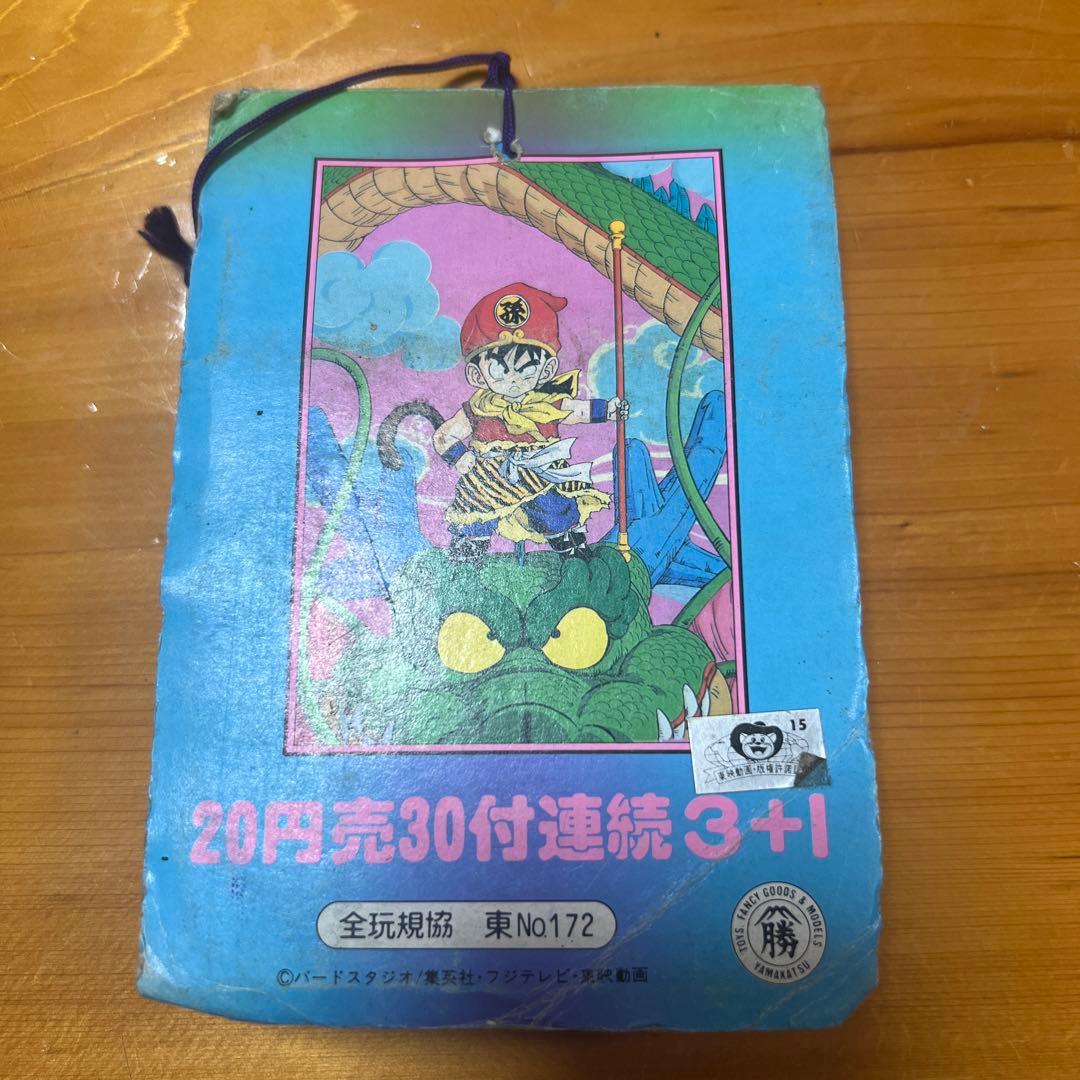 孫
15
東映動画・版権許諾
20円売30付連続3+1
全玩規協 東No.172
©バードスタジオ/集英社・フジテレビ・東映動画
TOYS, FANCY GOODS & MODELS
勝
YAMAKATSU